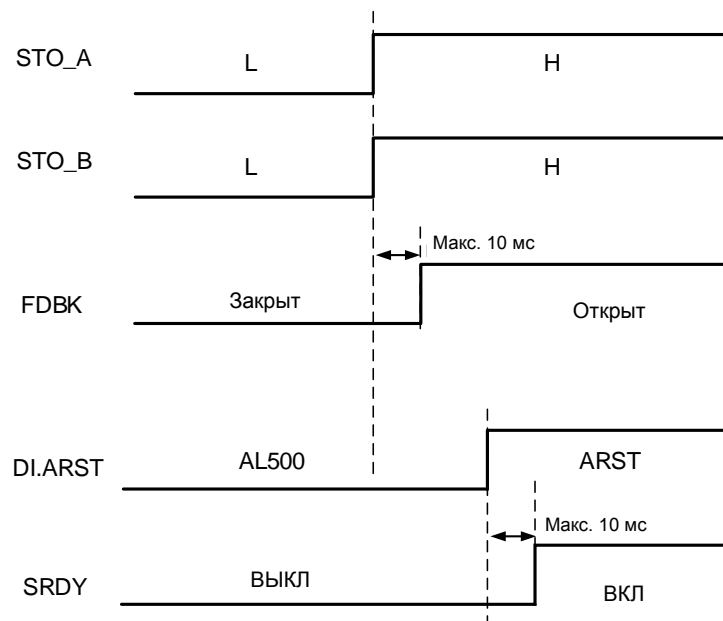 STO_A
L
H
STO_B
L
H
Макс. 10 мс
FDBK
Закрыт
Открыт
DI.ARST
AL500
ARST
Макс. 10 мс
SRDY
ВЫКЛ
ВКЛ